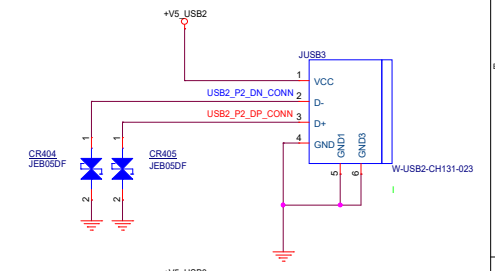 +V5_USB2
JUSB3
1 VCC
USB2_P2_DN_CONN 2 D-
USB2_P2_DP_CONN 3 D+
4 GND
GND1
GND3
5
6
W-USB2-CH131-023
1
1
CR404
JEB05DF
CR405
JEB05DF
2
2